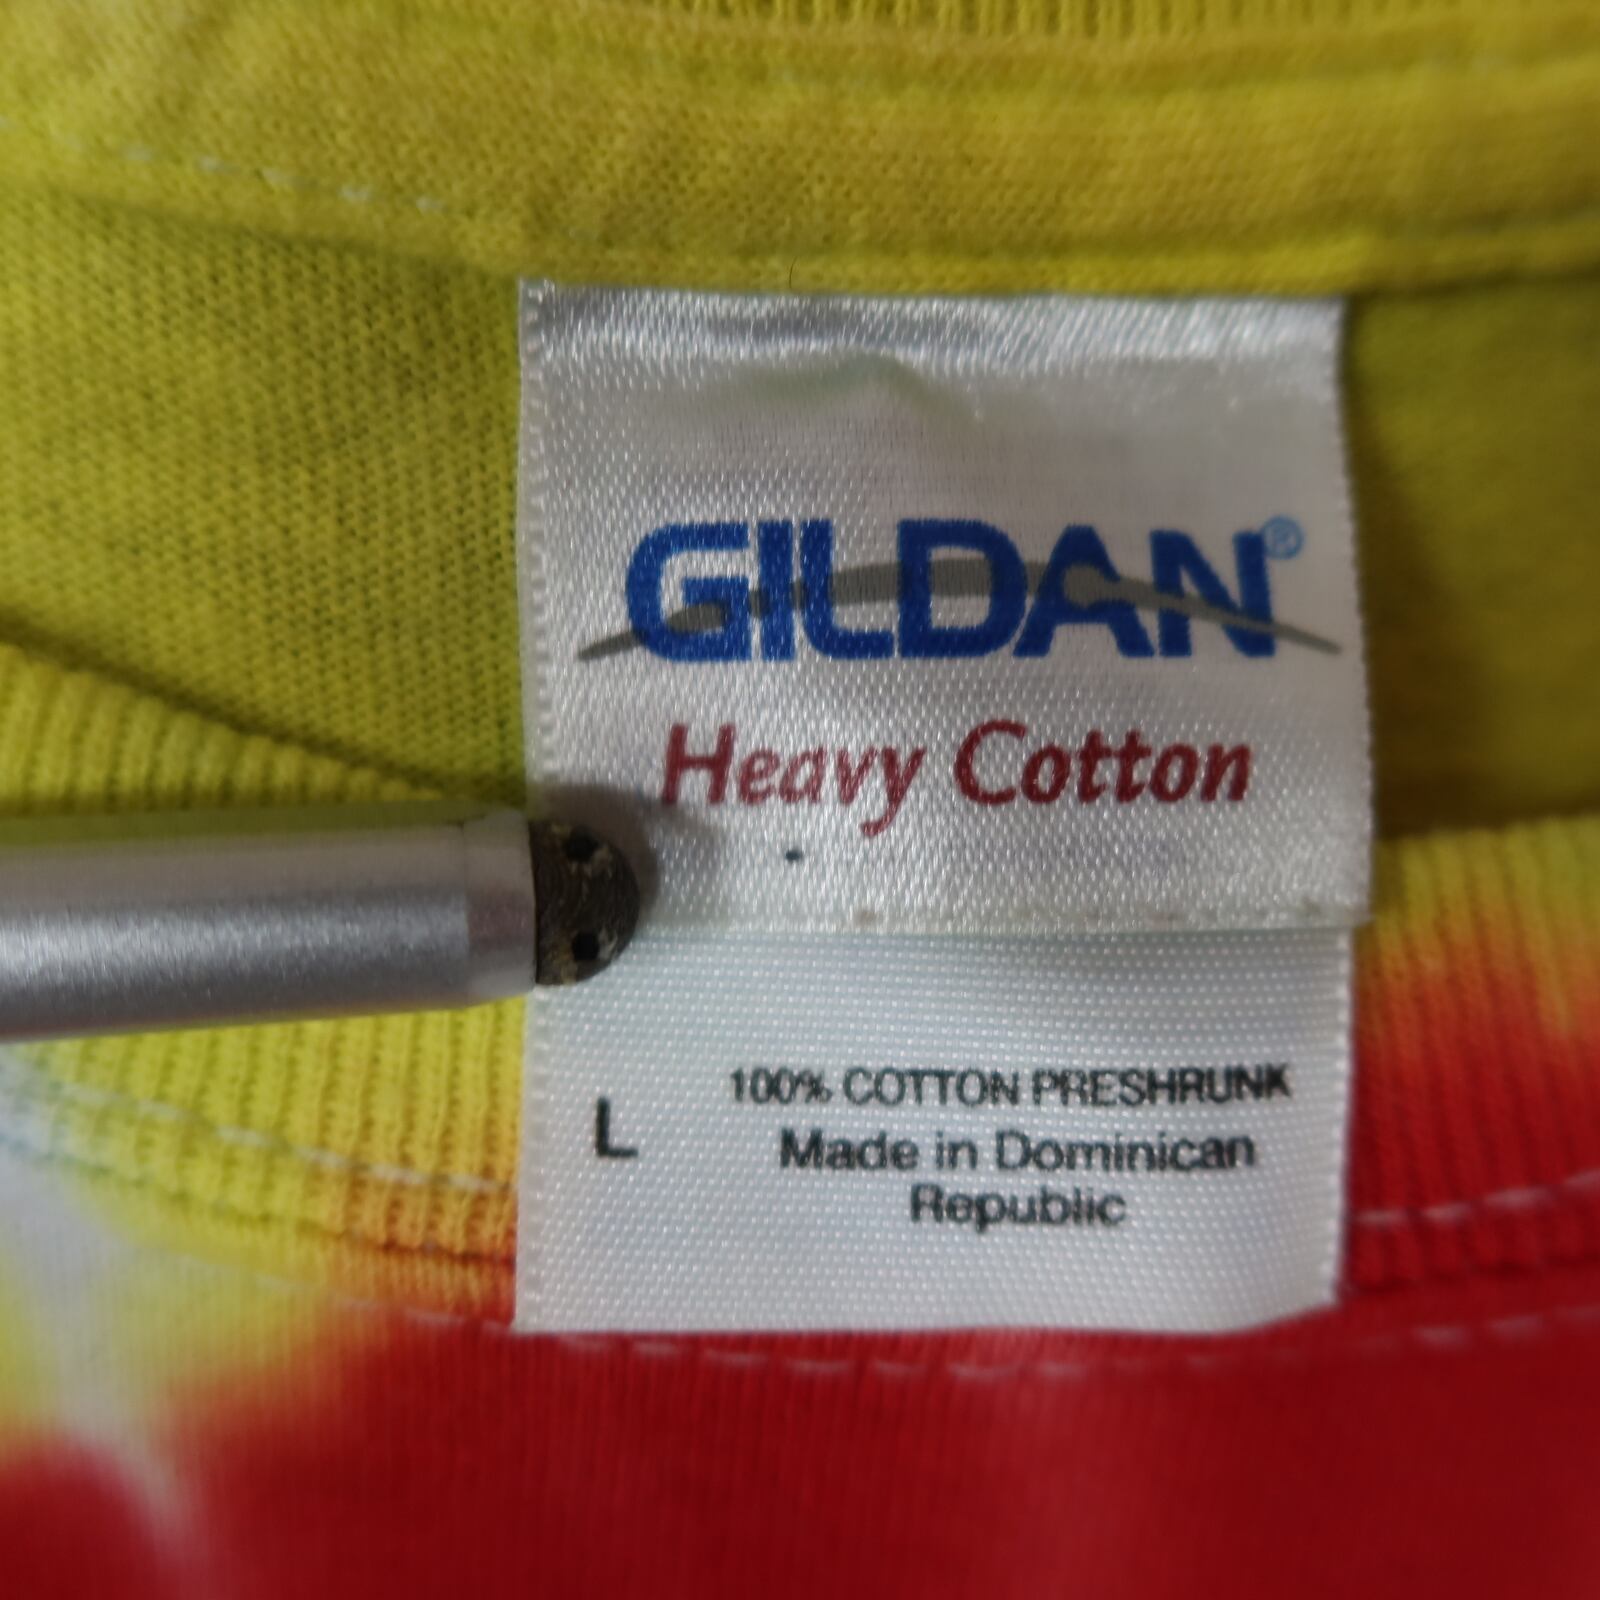 GILDAN®
Heavy Cotton
L
100% COTTON PRESHRUNK
Made in Dominican
Republic